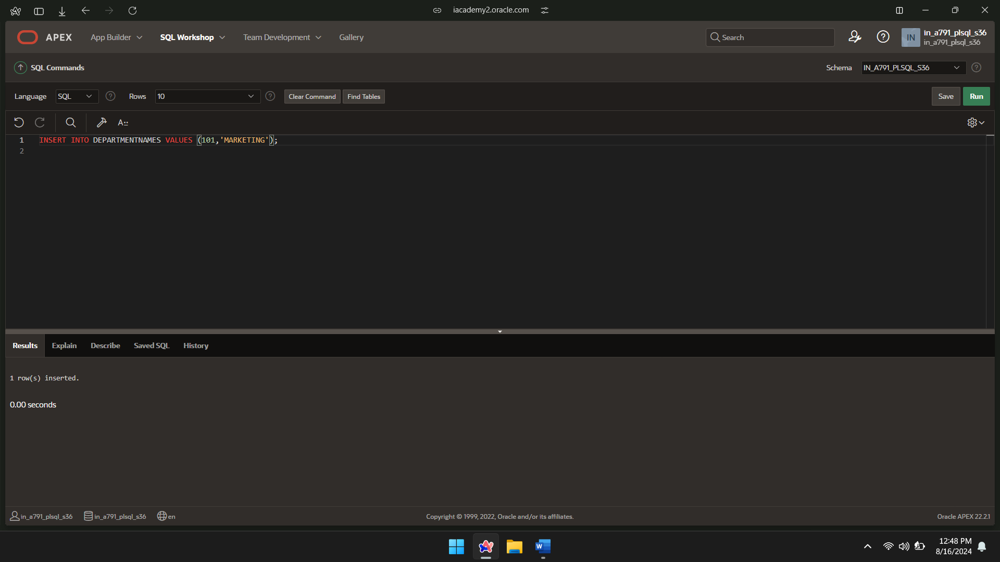 iacademy2.oracle.com
APEX
App Builder
SQL Workshop
Team Development
Gallery
Search
IN
in_a791_plsql_s36
in_a791_plsql_s36
SQL Commands
Schema
IN_A791_PLSQL_S36
Language
SQL
Rows
10
Clear Command
Find Tables
Save
Run
A::
1 INSERT INTO DEPARTMENTNAMES VALUES (101,'MARKETING');
2
Results
Explain
Describe
Saved SQL
History
1 row(s) inserted.
0.00 seconds
in_a791_plsql_s36
in_a791_plsql_s36
en
Copyright © 1999, 2022, Oracle and/or its affiliates.
Oracle APEX 22.2.1
W
12:48 PM
8/16/2024